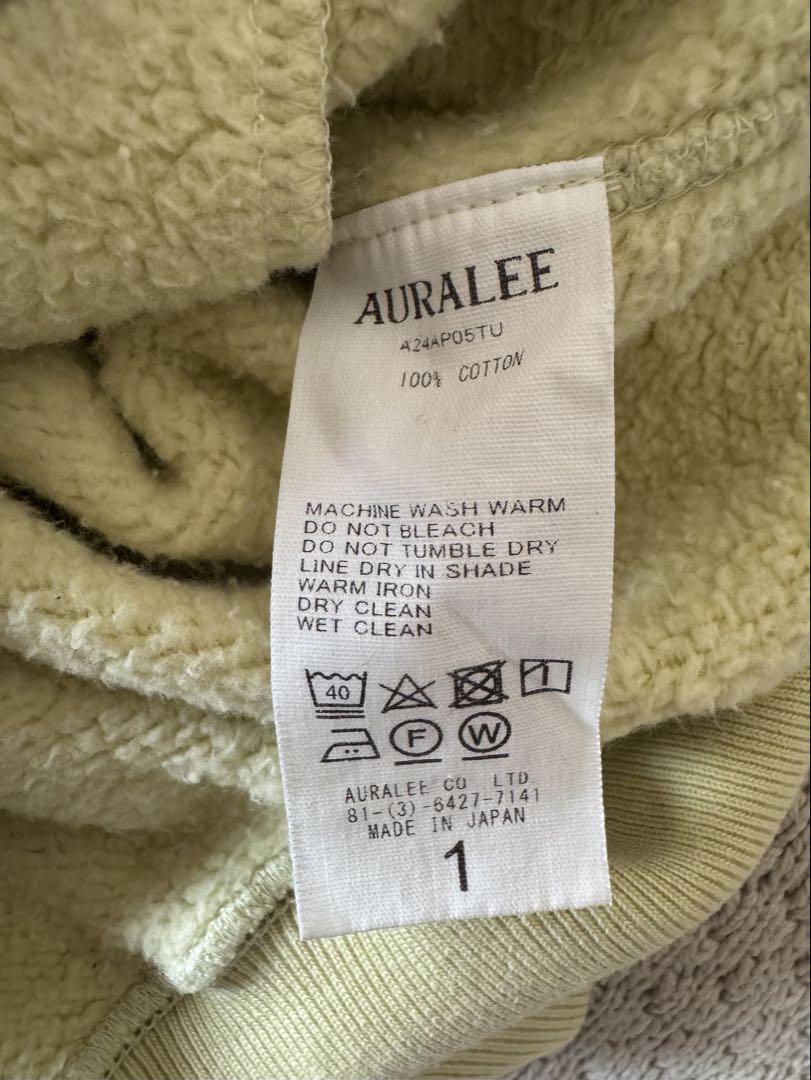 AURALEE
A24AP05TU
100% COTTON
MACHINE WASH WARM
DO NOT BLEACH
DO NOT TUMBLE DRY
LINE DRY IN SHADE
WARM IRON
DRY CLEAN
WET CLEAN
40
F W
AURALEE CO LTD.
81-(3)-6427-7141
MADE IN JAPAN
1